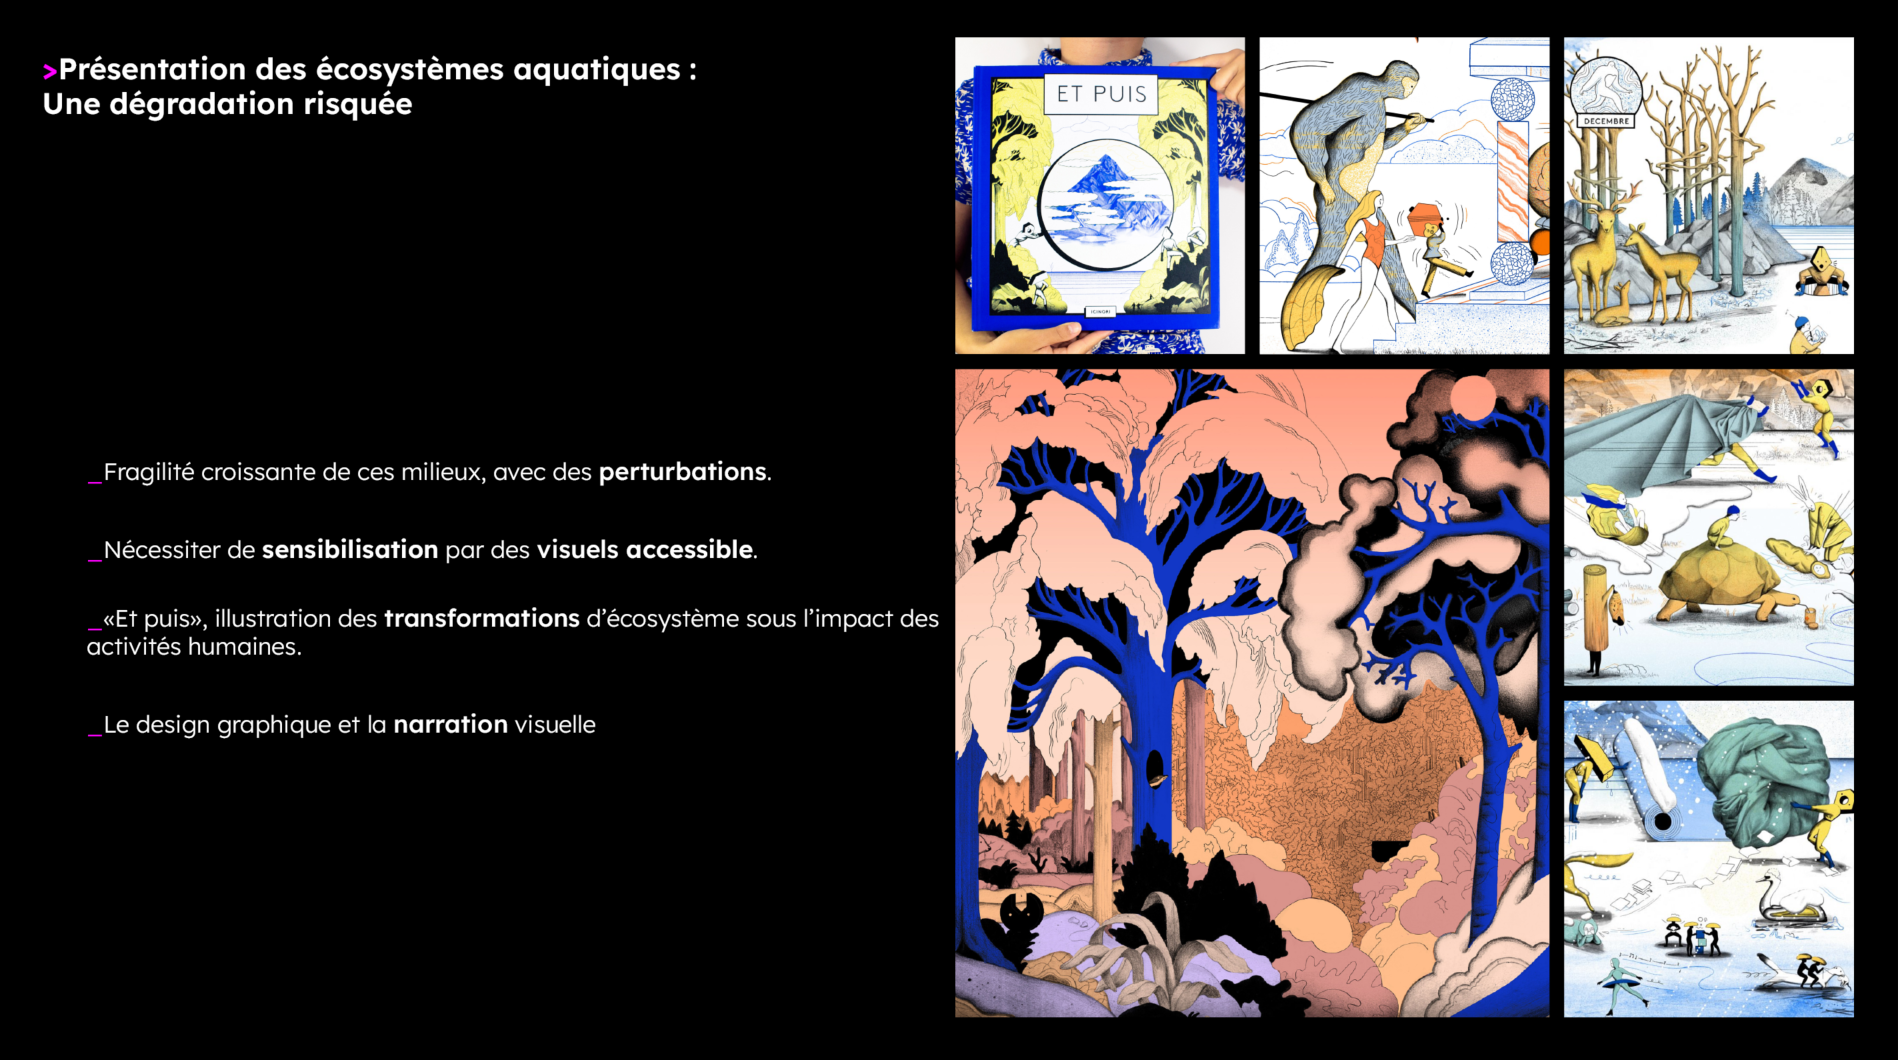 >Présentation des écosystèmes aquatiques :
Une dégradation risquée
_Fragilité croissante de ces milieux, avec des perturbations.
_Nécessiter de sensibilisation par des visuels accessible.
_«Et puis», illustration des transformations d’écosystème sous l’impact des
activités humaines.
_Le design graphique et la narration visuelle
ET PUIS
ICINORI
DECEMBRE